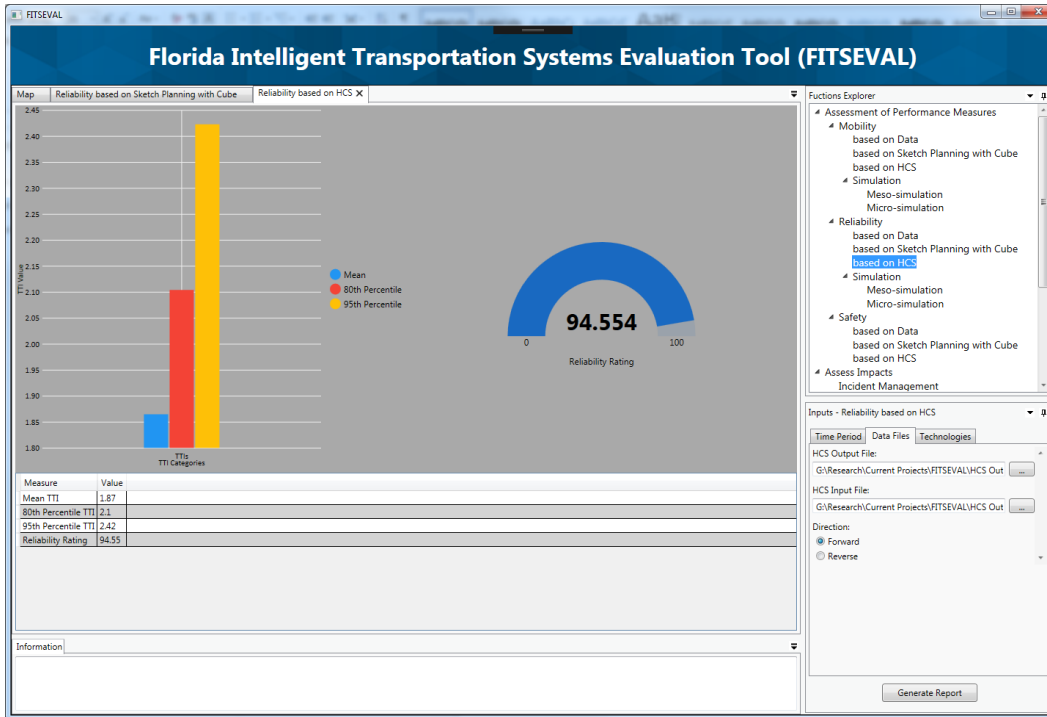 FITSEVAL
Florida Intelligent Transportation Systems Evaluation Tool (FITSEVAL)
Map Reliability based on Sketch Planning with Cube Reliability based on HCS X
2.45
2.40
2.35
2.30
2.25
2.20
2.15
2.10
2.05
2.00
1.95
1.90
1.85
1.80
TTI Value
TTIs
TTI Categories
Mean
80th Percentile
95th Percentile
94.554
0 100
Reliability Rating
Measure Value
Mean TTI 1.87
80th Percentile TTI 2.1
95th Percentile TTI 2.42
Reliability Rating 94.55
Information
Fuctions Explorer
Assessment of Performance Measures
Mobility
based on Data
based on Sketch Planning with Cube
based on HCS
Simulation
Meso-simulation
Micro-simulation
Reliability
based on Data
based on Sketch Planning with Cube
based on HCS
Simulation
Meso-simulation
Micro-simulation
Safety
based on Data
based on Sketch Planning with Cube
based on HCS
Assess Impacts
Incident Management
Inputs - Reliability based on HCS
Time Period Data Files Technologies
HCS Output File:
G:\Research\Current Projects\FITSEVAL\HCS Out ...
HCS Input File:
G:\Research\Current Projects\FITSEVAL\HCS Out ...
Direction:
Forward
Reverse
Generate Report